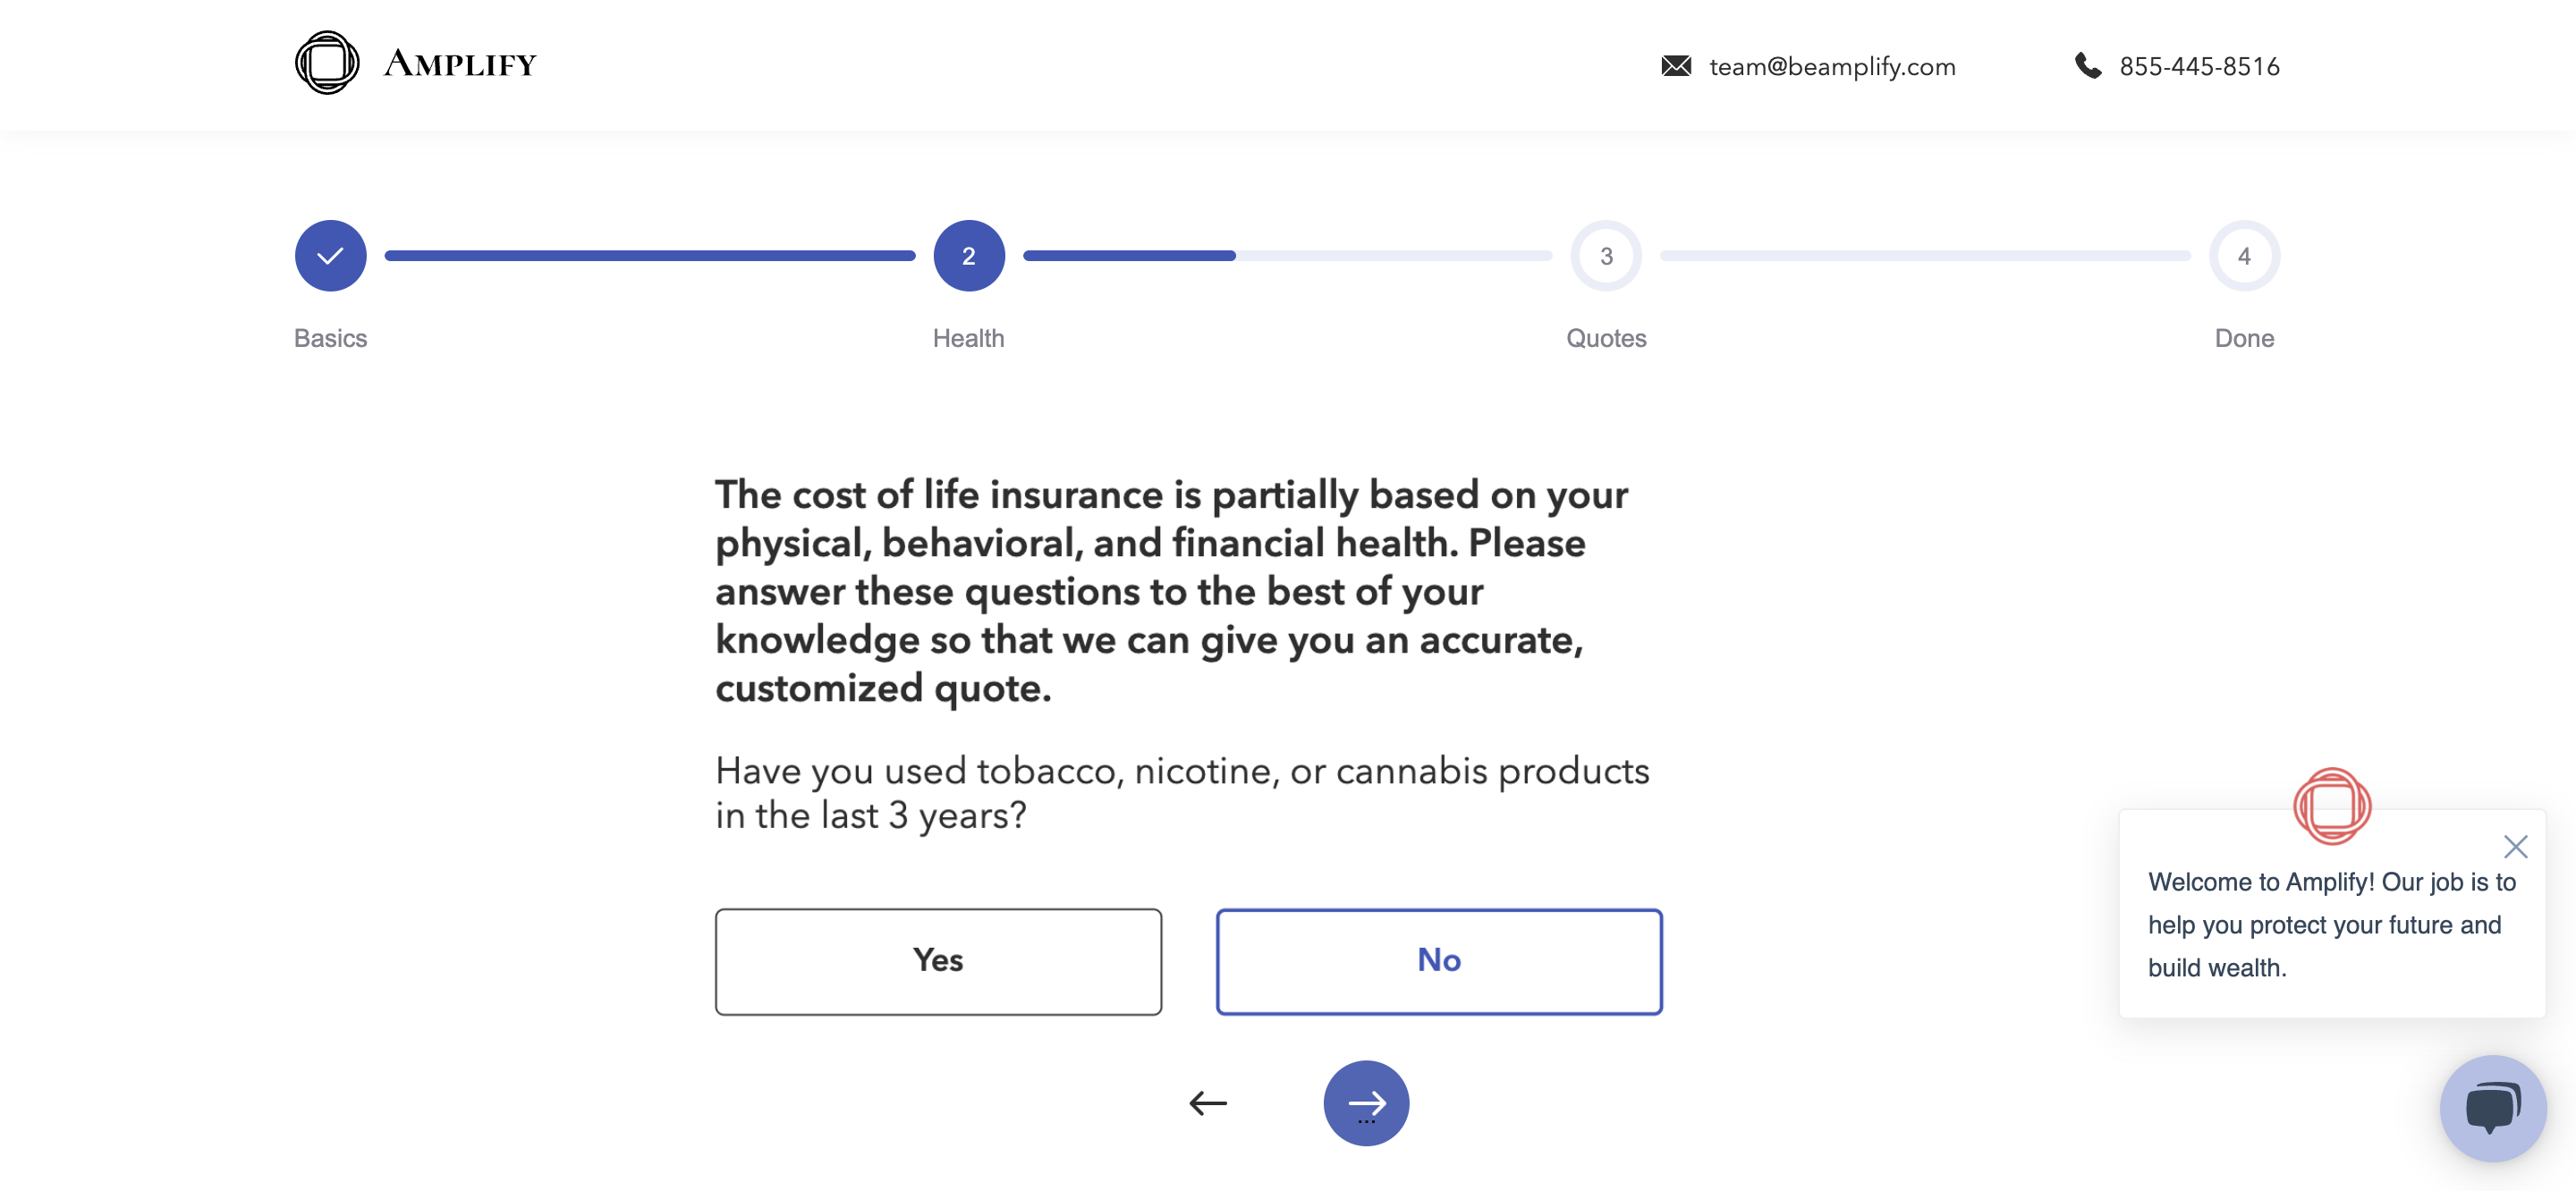 AMPLIFY
team@beamplify.com
855-445-8516
2
3
4
Basics
Health
Quotes
Done
The cost of life insurance is partially based on your
physical, behavioral, and financial health. Please
answer these questions to the best of your
knowledge so that we can give you an accurate,
customized quote.
Have you used tobacco, nicotine, or cannabis products
in the last 3 years?
Yes
No
...
Welcome to Amplify! Our job is to
help you protect your future and
build wealth.